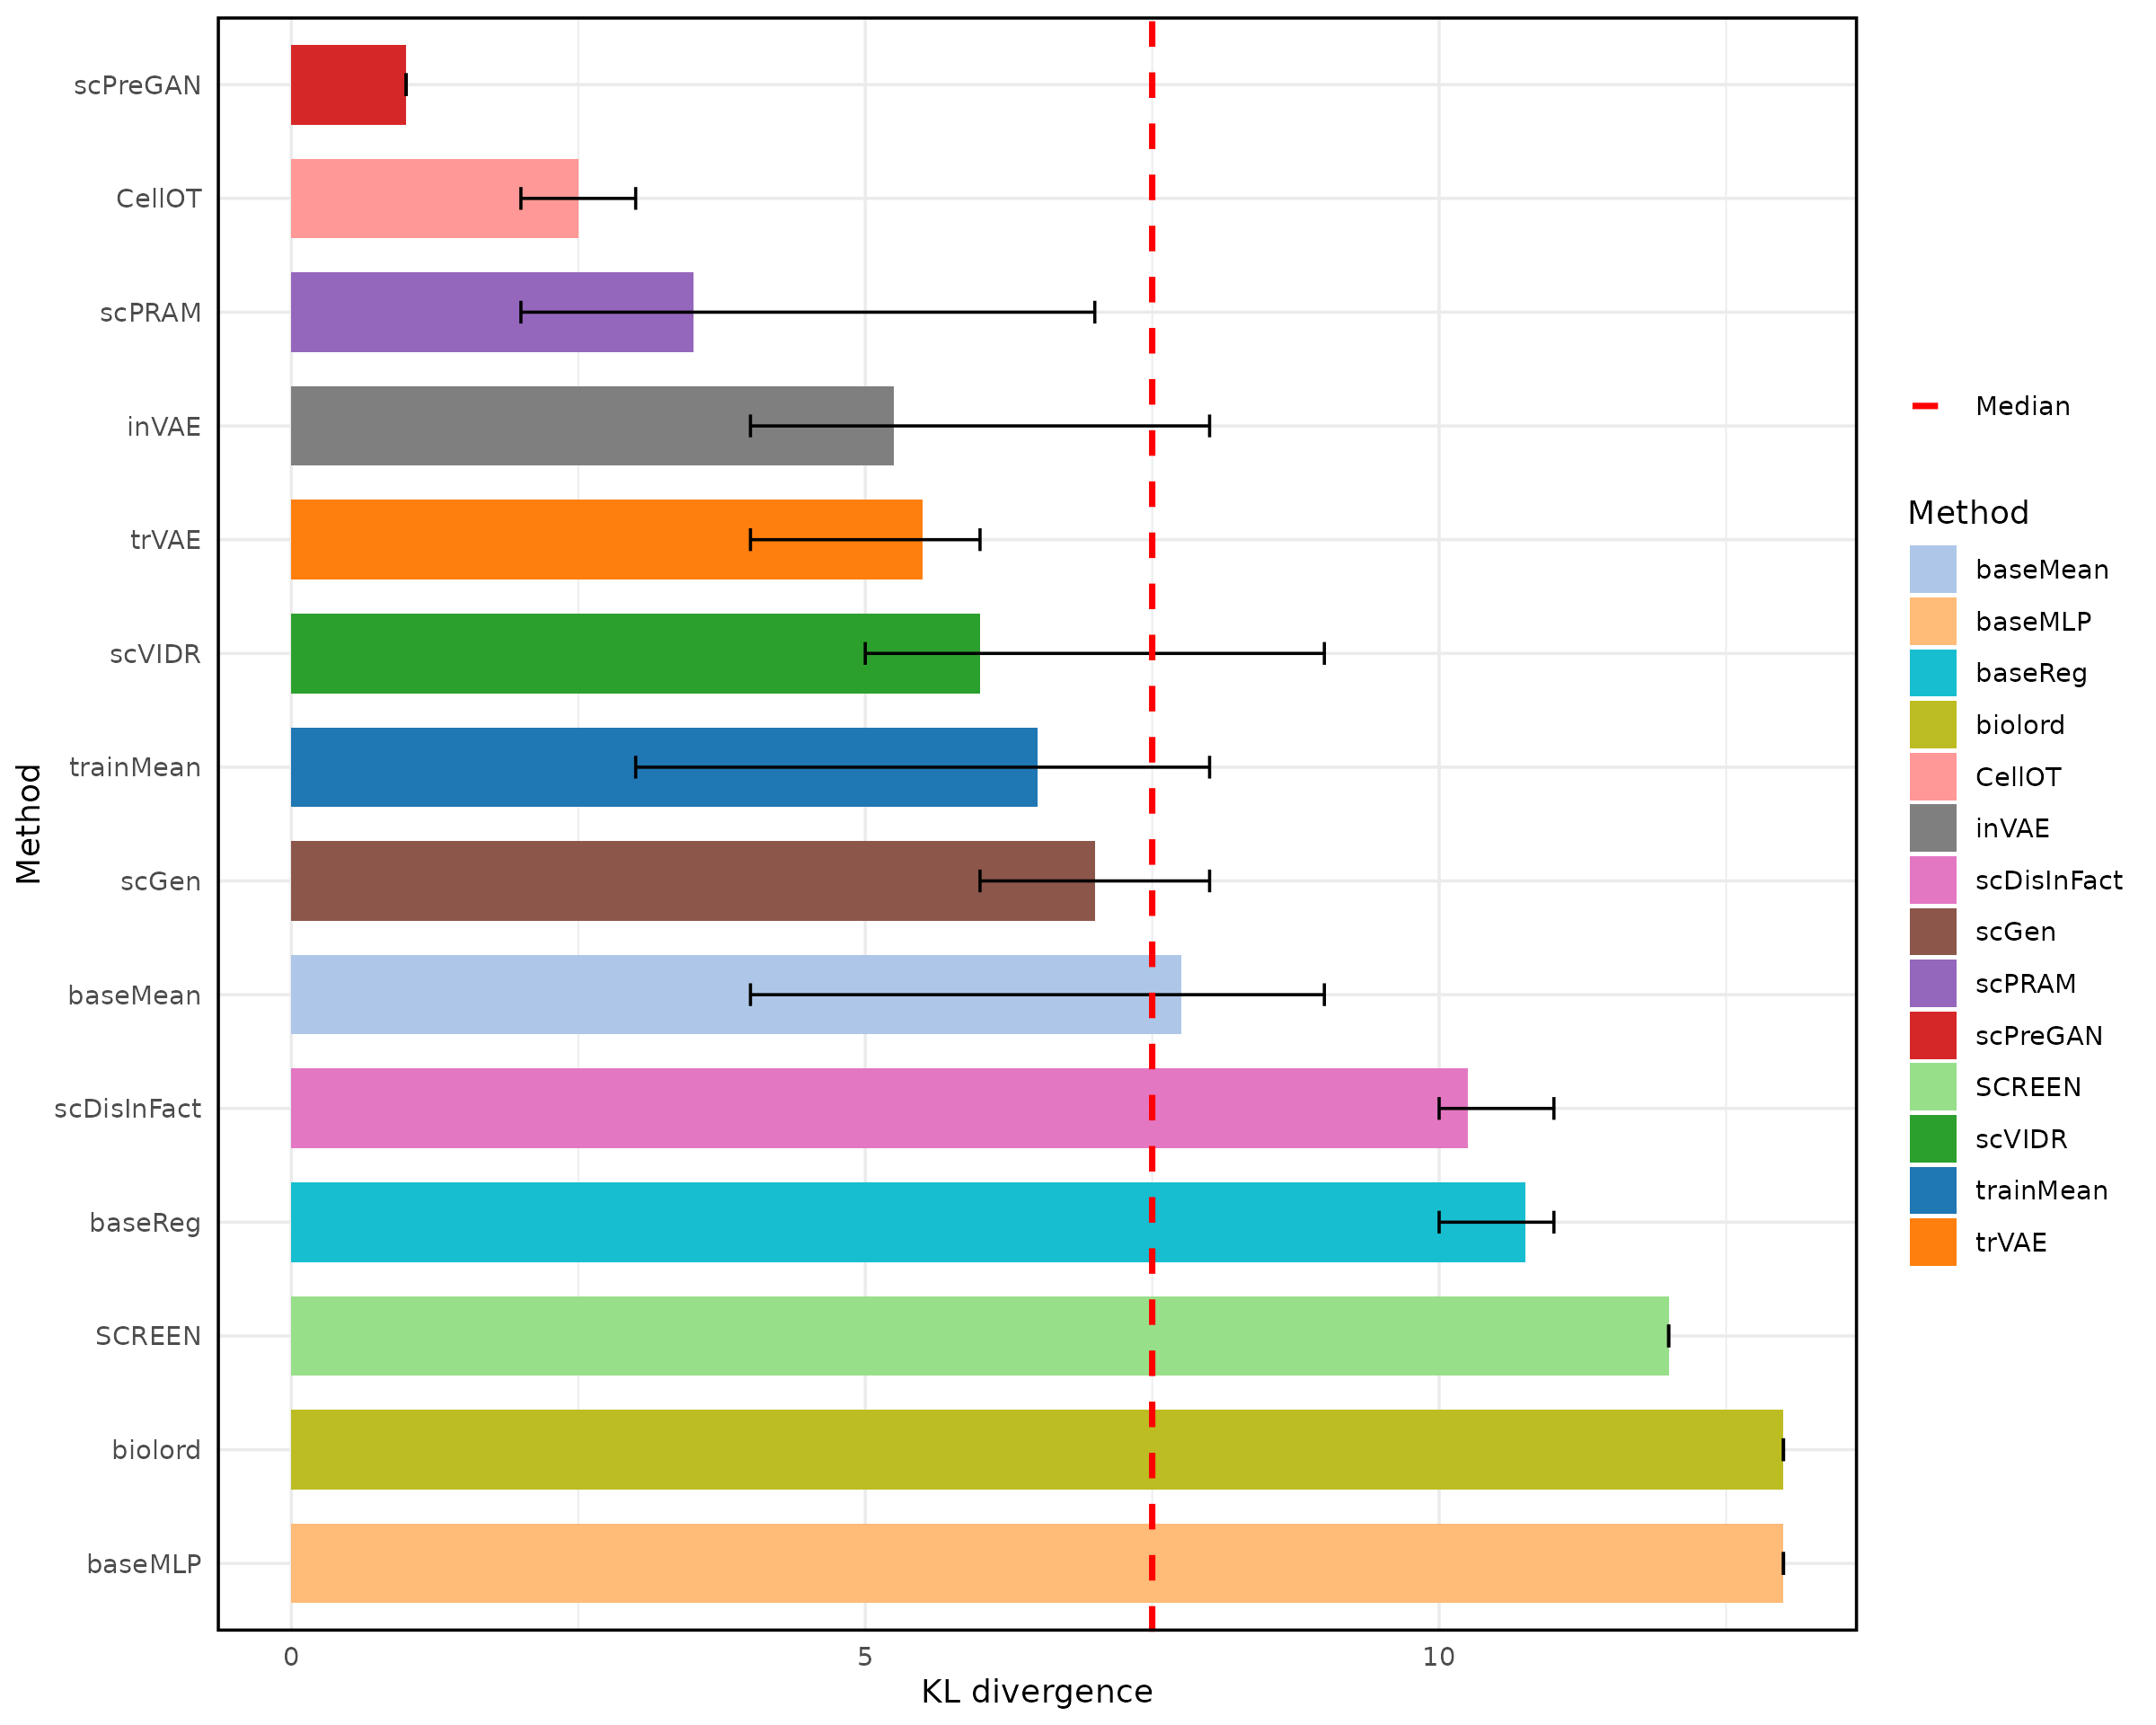 Method
scPreGAN
CellOT
scPRAM
inVAE
trVAE
scVIDR
trainMean
scGen
baseMean
scDisInFact
baseReg
SCREEN
biolord
baseMLP
0 5 10
KL divergence
Median
Method
baseMean
baseMLP
baseReg
biolord
CellOT
inVAE
scDisInFact
scGen
scPRAM
scPreGAN
SCREEN
scVIDR
trainMean
trVAE